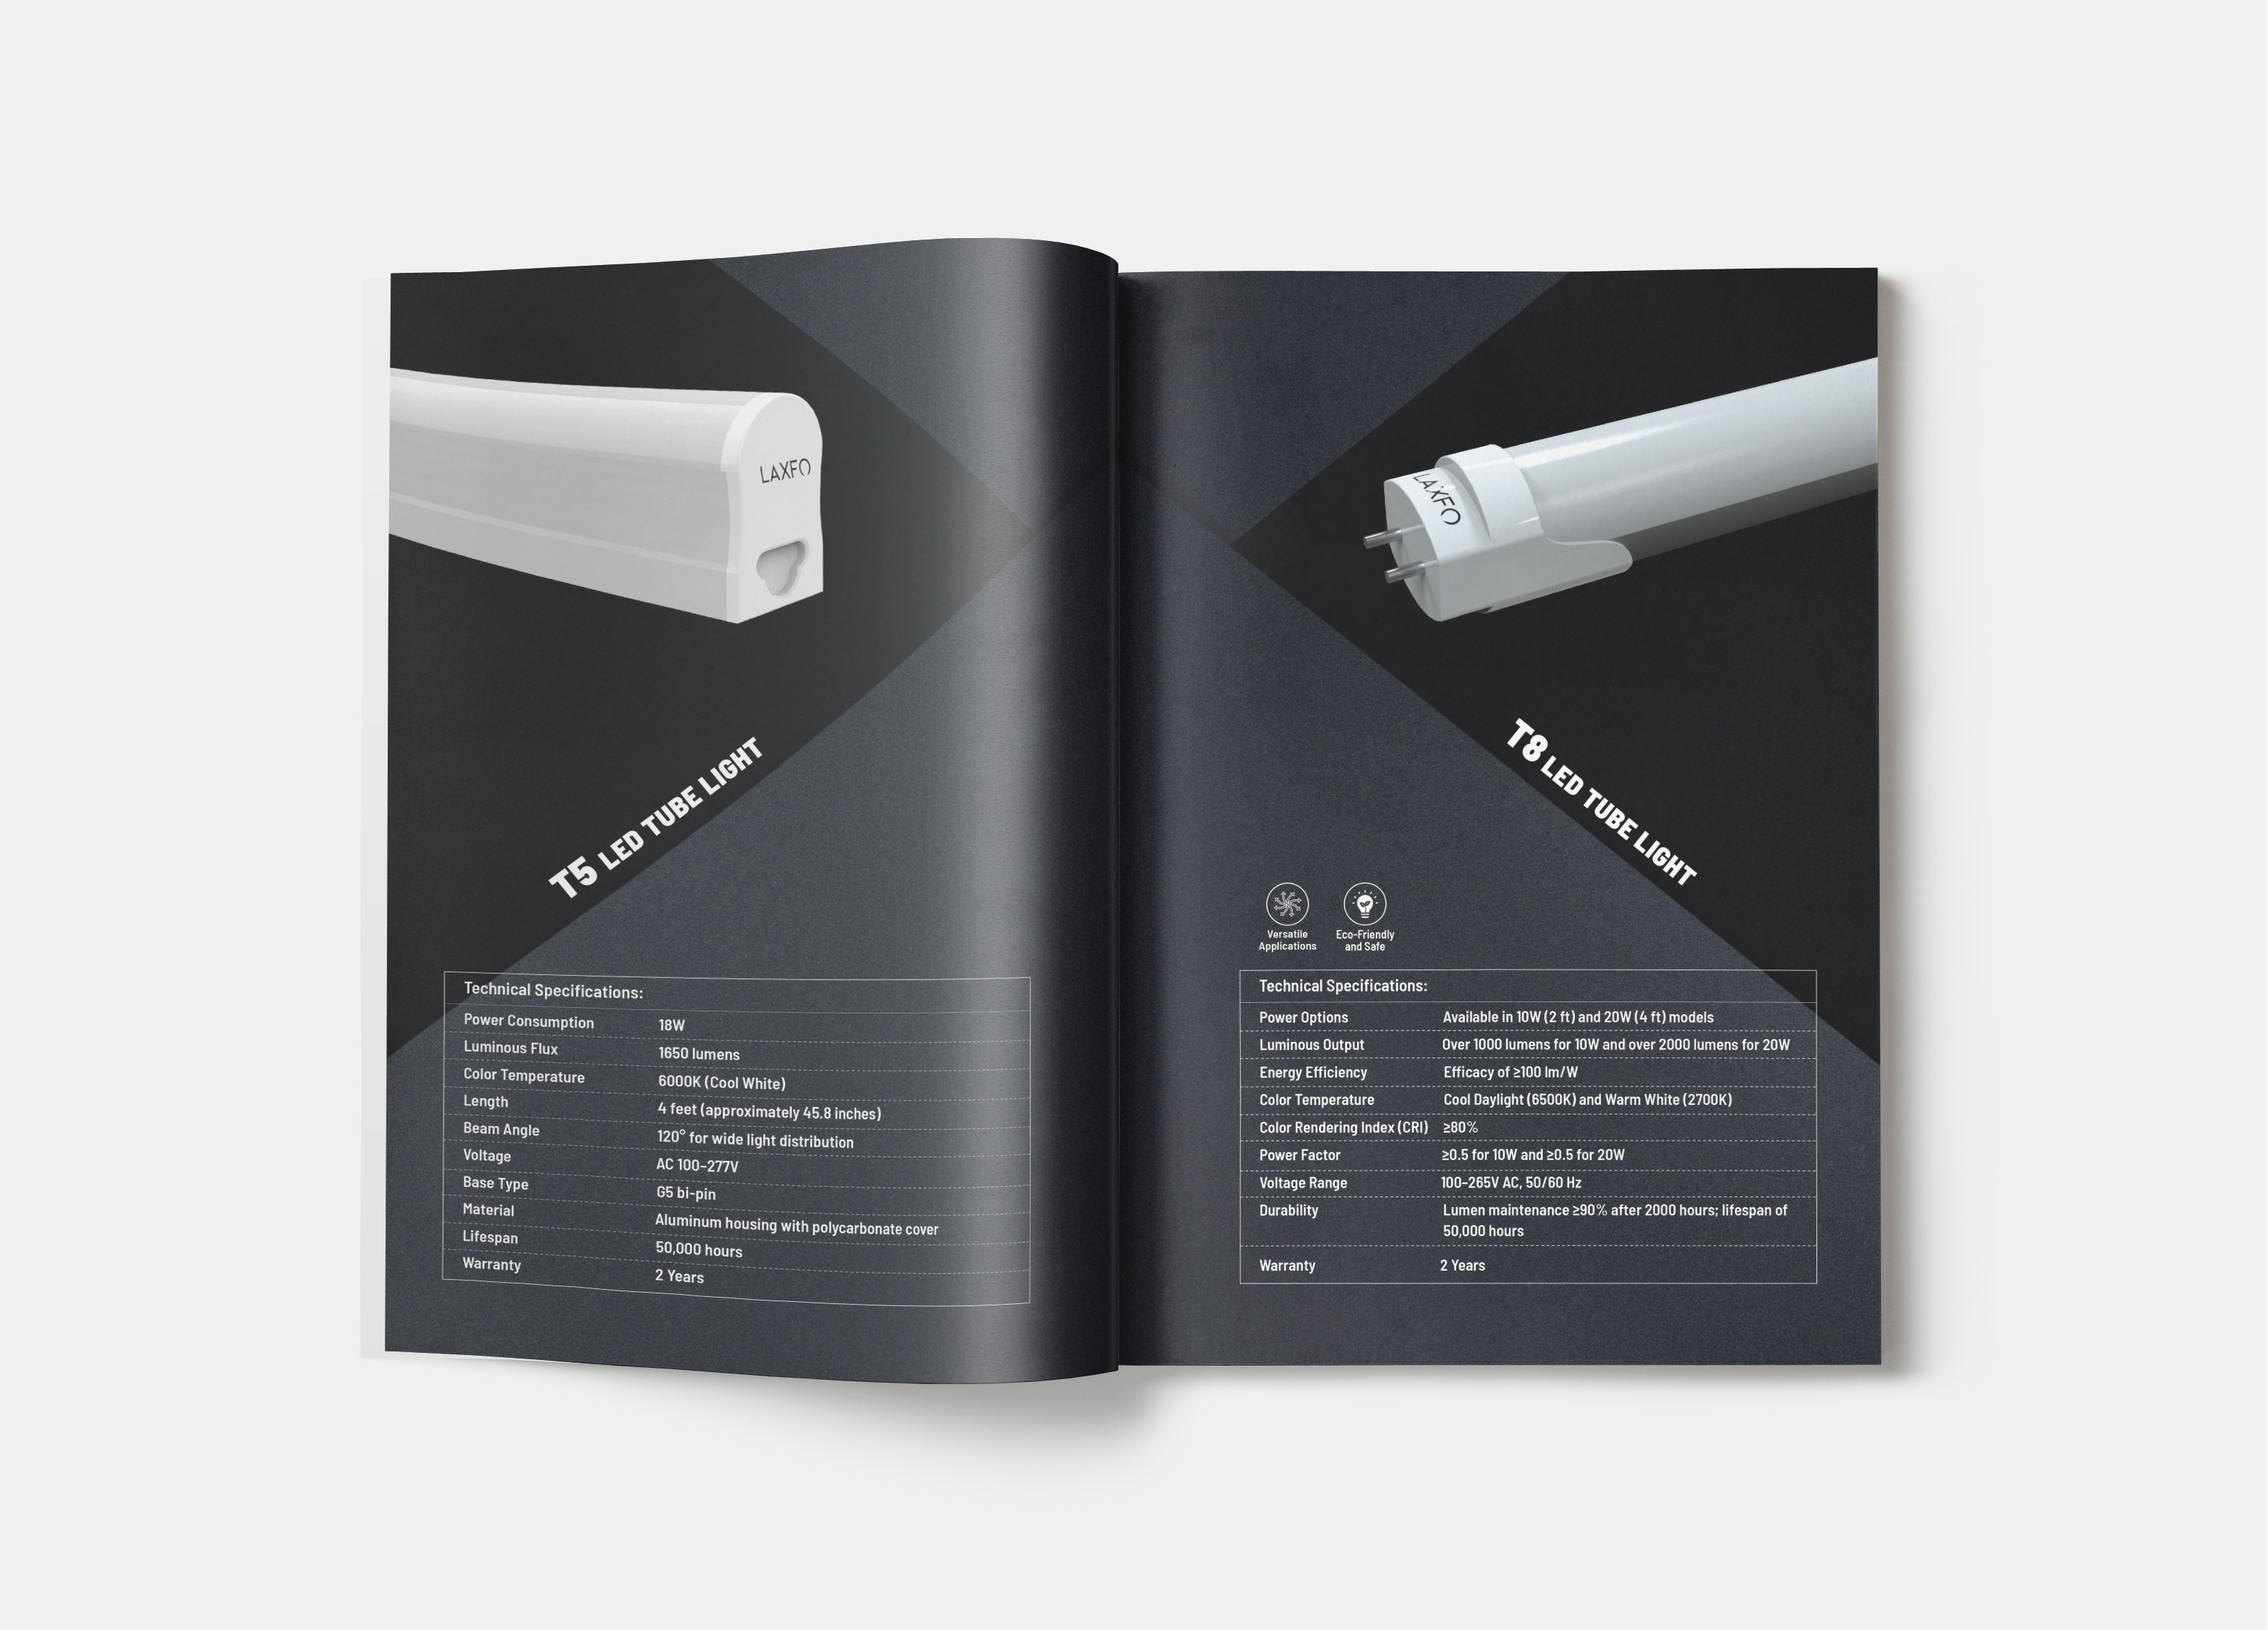 LAXFO
T5 LED TUBE LIGHT
Technical Specifications:
Power Consumption 18W
Luminous Flux 1650 lumens
Color Temperature 6000K (Cool White)
Length 4 feet (approximately 45.8 inches)
Beam Angle 120° for wide light distribution
Voltage AC 100-277V
Base Type G5 bi-pin
Material Aluminum housing with polycarbonate cover
Lifespan 50,000 hours
Warranty 2 Years
LAXFO
T8 LED TUBE LIGHT
Versatile
Applications
Eco-Friendly
and Safe
Technical Specifications:
Power Options Available in 10W (2 ft) and 20W (4 ft) models
Luminous Output Over 1000 lumens for 10W and over 2000 lumens for 20W
Energy Efficiency Efficacy of ≥100 lm/W
Color Temperature Cool Daylight (6500K) and Warm White (2700K)
Color Rendering Index (CRI) ≥80%
Power Factor ≥0.5 for 10W and ≥0.5 for 20W
Voltage Range 100-265V AC, 50/60 Hz
Durability Lumen maintenance ≥90% after 2000 hours; lifespan of
50,000 hours
Warranty 2 Years